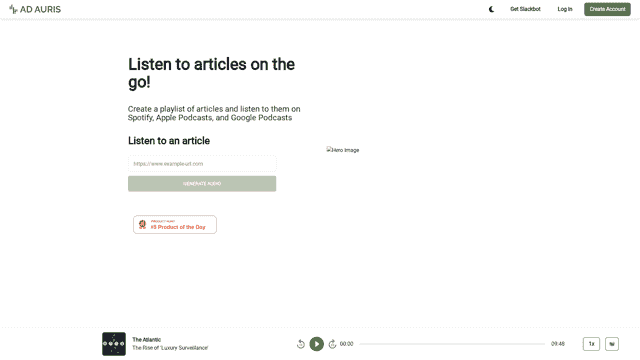 AD AURIS
Get Slackbot
Log in
Create Account
Listen to articles on the
go!
Create a playlist of articles and listen to them on
Spotify, Apple Podcasts, and Google Podcasts
Listen to an article
https://www.exampleurl.com
GENERATE AUDIO
Hero Image
PRODUCT HUNT
#5 Product of the Day
The Atlantic
The Rise of 'Luxury Surveillance'
00:00
09:48
1x